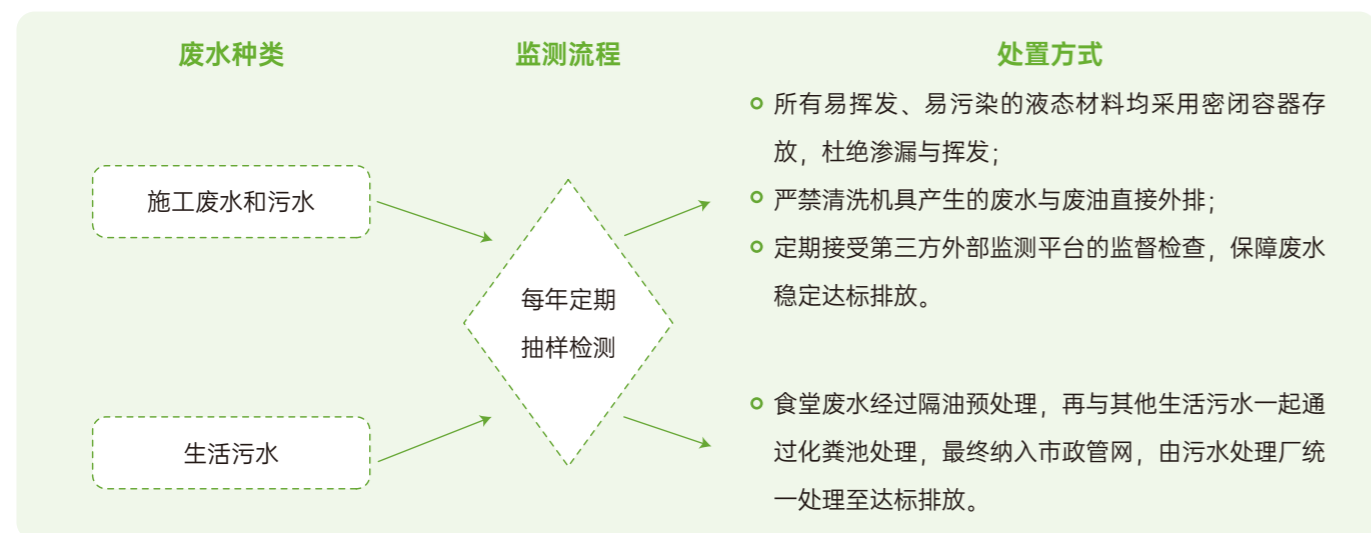 废水种类
监测流程
处置方式
施工废水和污水
生活污水
每年定期
抽样检测
所有易挥发、易污染的液态材料均采用密闭容器存
放，杜绝渗漏与挥发；
严禁清洗机具产生的废水与废油直接外排；
定期接受第三方外部监测平台的监督检查，保障废水
稳定达标排放。
食堂废水经过隔油预处理，再与其他生活污水一起通
过化粪池处理，最终纳入市政管网，由污水处理厂统
一处理至达标排放。